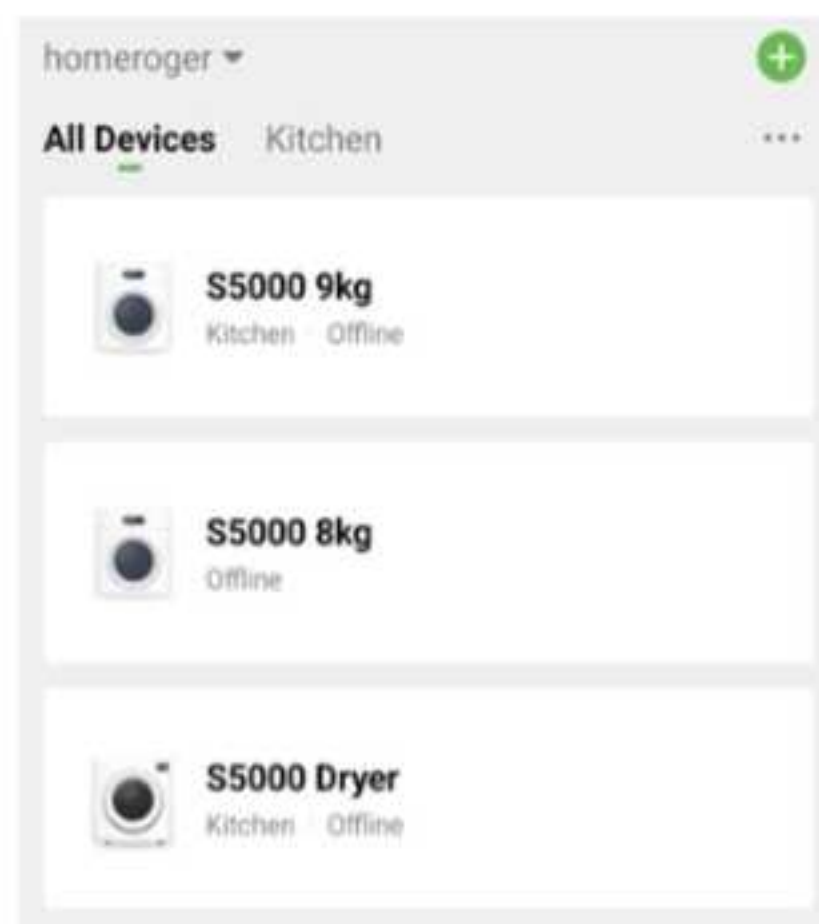 homeroger
All Devices Kitchen
S5000 9kg
Kitchen Offline
S5000 8kg
Offline
S5000 Dryer
Kitchen Offline